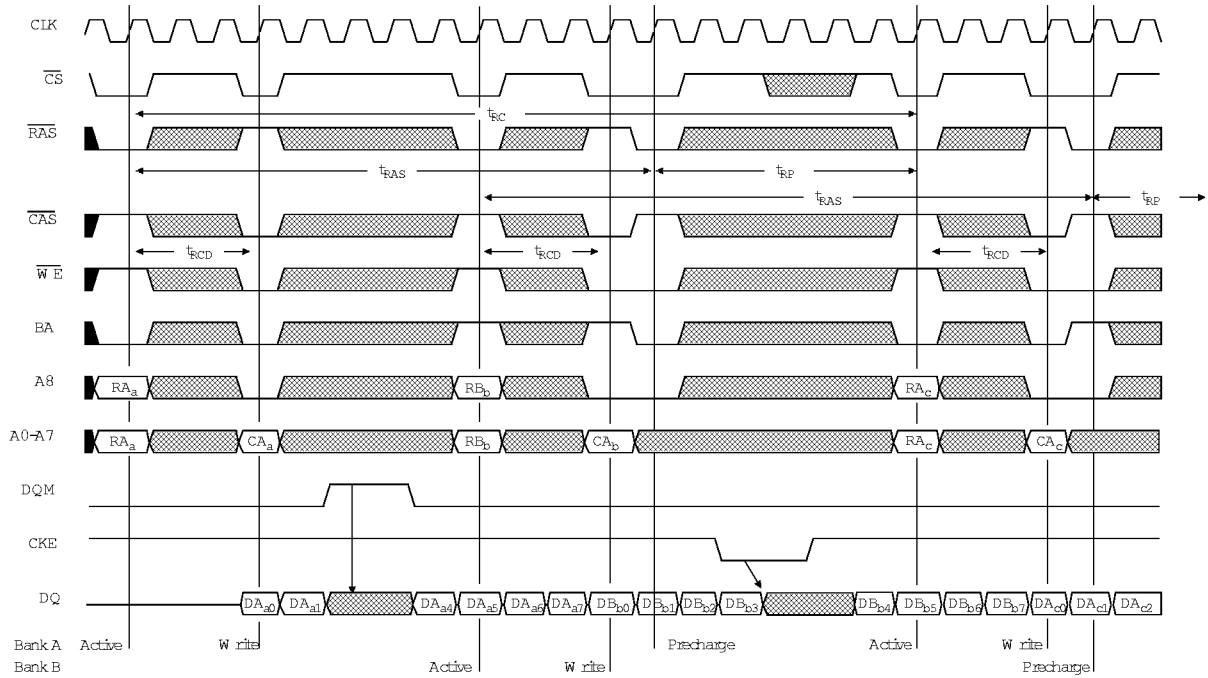 CLK
CS
tRC
RAS
tRAS tRP
tRAS tRP
CAS
tRCD tRCD tRCD
WE
BA
A8 RAa RBb RAc
A0-A7 RAa CAa RBb CAb RAc CAc
DQM
CKE
DQ DAa0 DAa1 DAa4 DAa5 DAa6 DAa7 DBb0 DBb1 DBb2 DBb3 DBb4 DBb5 DBb6 DBb7 DAc0 DAc1 DAc2
Bank A Active Write Precharge Active Write
Bank B Active Write Precharge